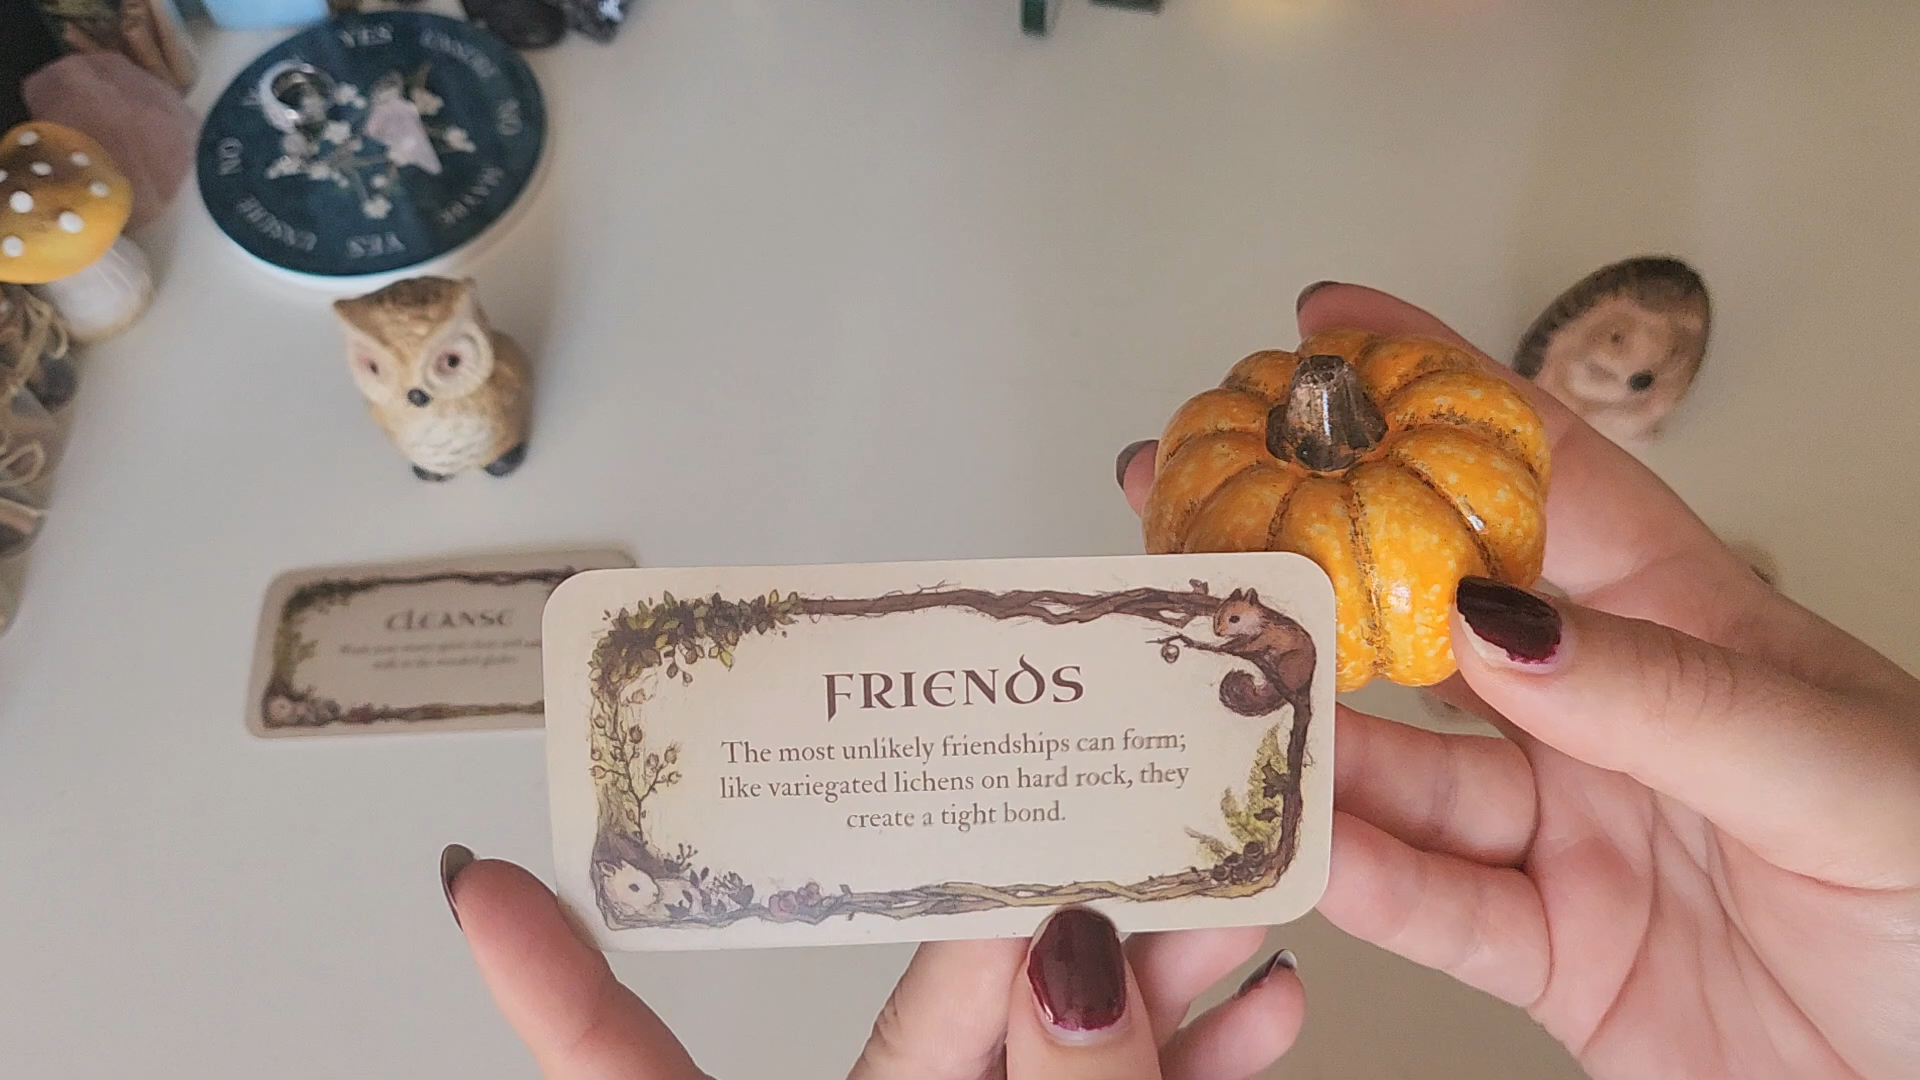 YES
UNSURE
NO
MAYBE
YES
UNSURE
NO
CLEANSE
FRIENDS
The most unlikely friendships can form;
like variegated lichens on hard rock, they
create a tight bond.